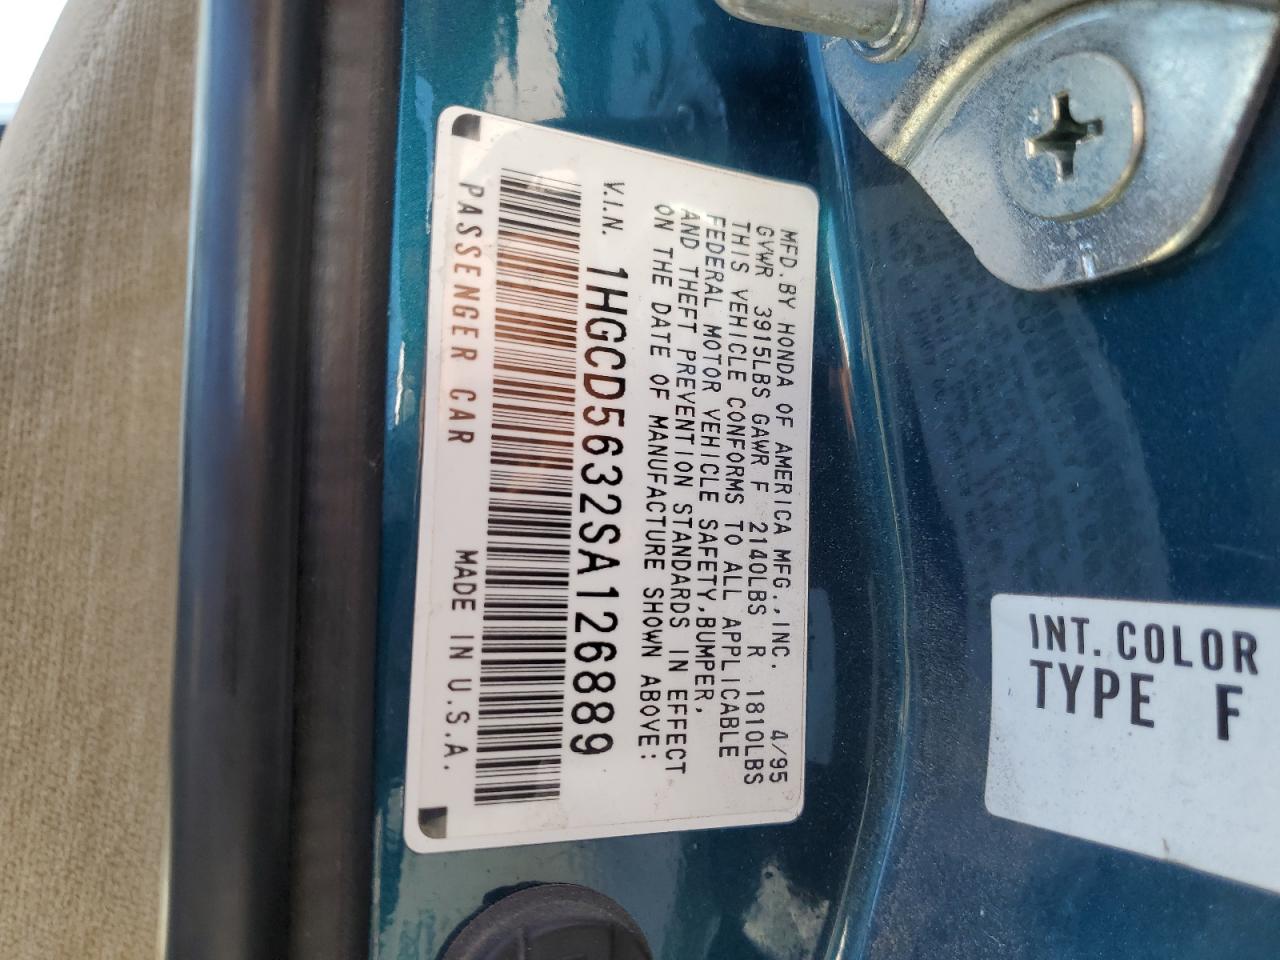 MFD. BY HONDA OF AMERICA MFG., INC. 4/95
GVWR 3915LBS GAWR F 2140LBS R 1810LBS
THIS VEHICLE CONFORMS TO ALL APPLICABLE
FEDERAL MOTOR VEHICLE SAFETY, BUMPER,
AND THEFT PREVENTION STANDARDS IN EFFECT
ON THE DATE OF MANUFACTURE SHOWN ABOVE:
V.I.N. 1HGCD5632SA126889
PASSENGER CAR MADE IN U.S.A.
INT. COLOR
TYPE F